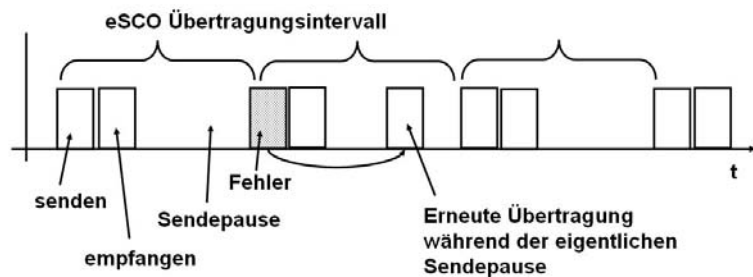 eSCO Übertragungsintervall
t
senden
empfangen
Sendepause
Fehler
Erneute Übertragung
während der eigentlichen
Sendepause